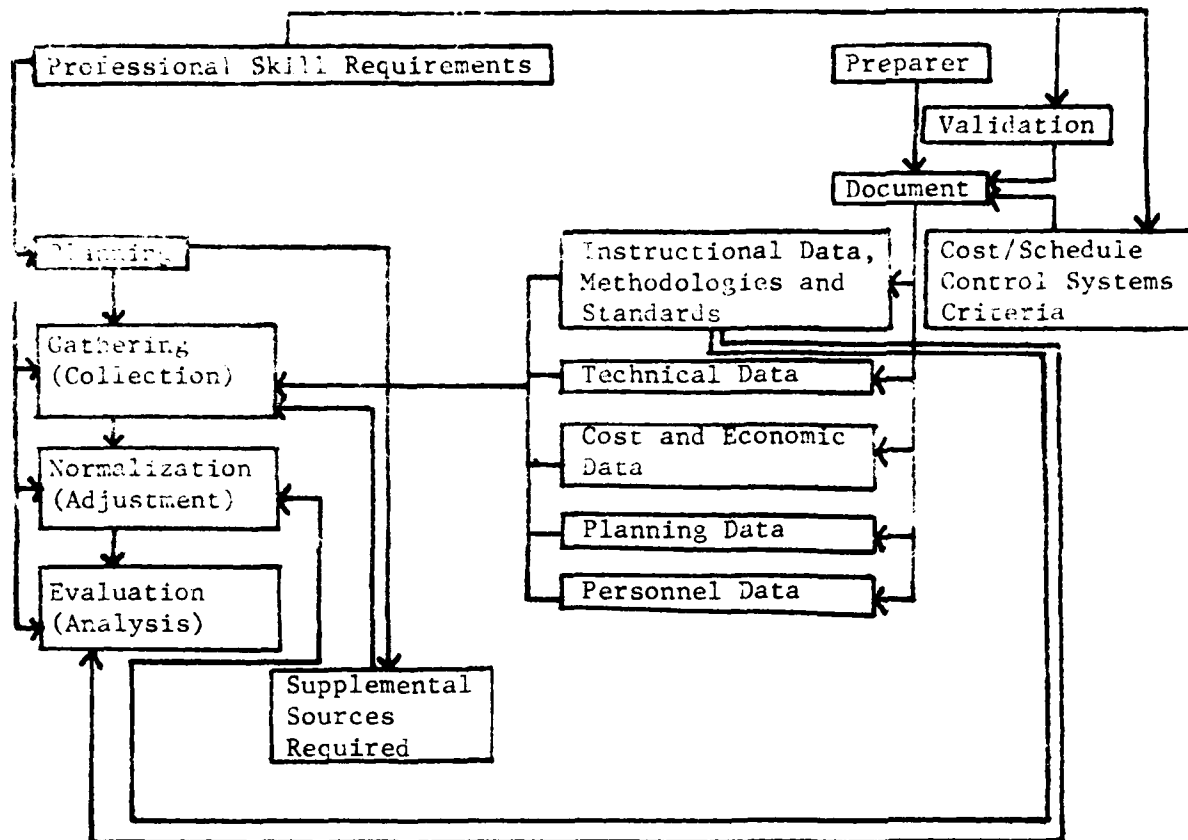 Professional Skill Requirements
Preparer
Validation
Document
Planning
Instructional Data,
Methodologies and
Standards
Cost/Schedule
Control Systems
Criteria
Gathering
(Collection)
Technical Data
Normalization
(Adjustment)
Cost and Economic
Data
Planning Data
Evaluation
(Analysis)
Personnel Data
Supplemental
Sources
Required